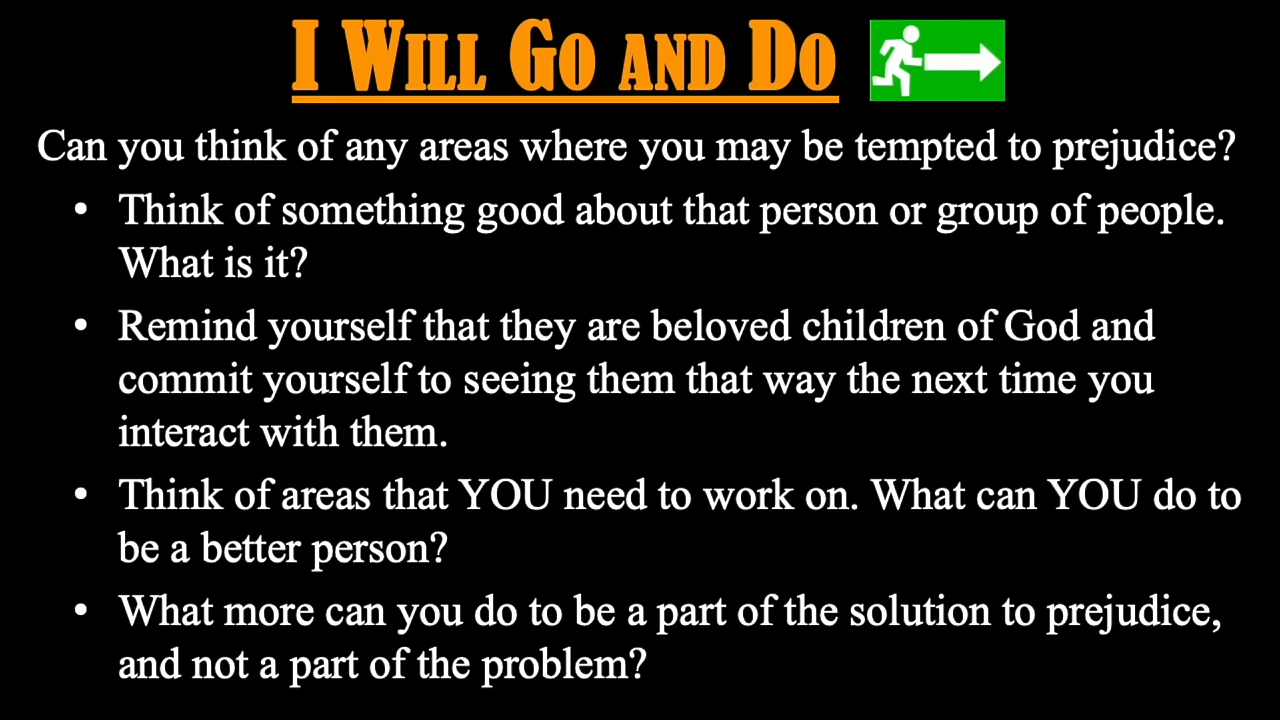 I Will Go and Do
Can you think of any areas where you may be tempted to prejudice?
• Think of something good about that person or group of people.
What is it?
• Remind yourself that they are beloved children of God and
commit yourself to seeing them that way the next time you
interact with them.
• Think of areas that YOU need to work on. What can YOU do to
be a better person?
• What more can you do to be a part of the solution to prejudice,
and not a part of the problem?